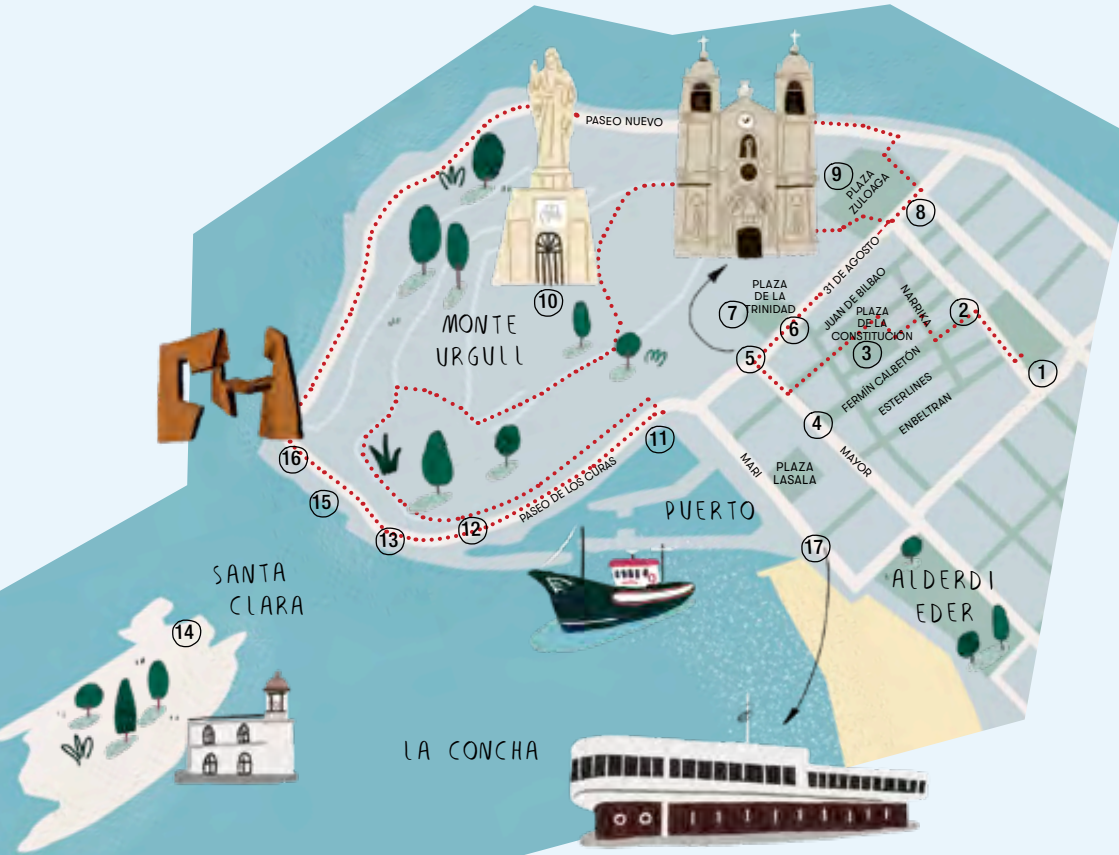 PASEO NUEVO
9
PLAZA
ZULOAGA
8
31 DE AGOSTO
10
MONTE
URGULL
7
PLAZA
DE LA
TRINIDAD
6
5
JUAN DE BILBAO
NARRIKA
2
PLAZA
DE LA
CONSTITUCIÓN
3
1
FERMÍN CALBETÓN
ESTERLINES
ENBELTRAN
4
MAYOR
11
MARI
PLAZA
LASALA
PASEO DE LOS CURAS
16
15
13
12
PUERTO
17
ALDERDI
EDER
SANTA
CLARA
14
LA CONCHA